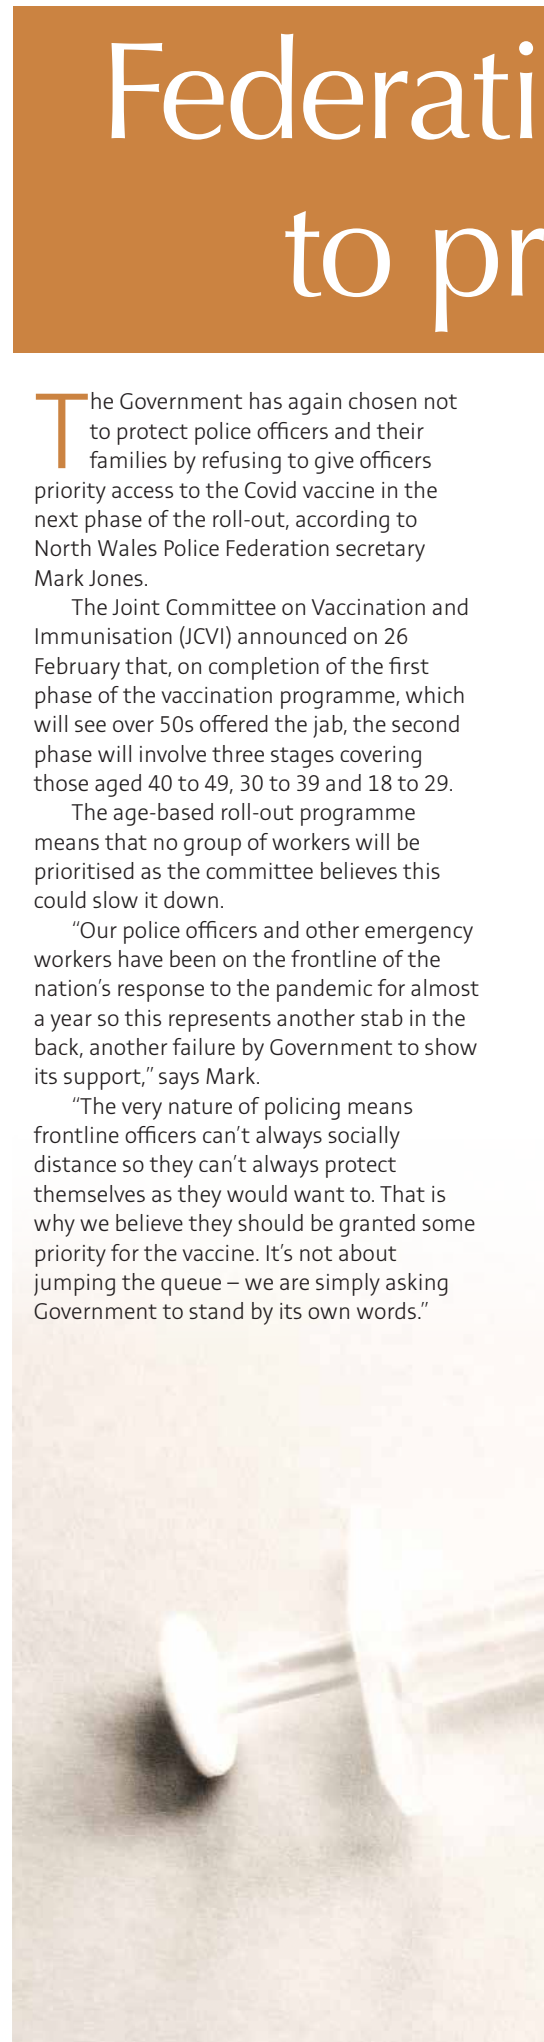 Federati
to pr
The Government has again chosen not
to protect police officers and their
families by refusing to give officers
priority access to the Covid vaccine in the
next phase of the roll-out, according to
North Wales Police Federation secretary
Mark Jones.
The Joint Committee on Vaccination and
Immunisation (JCVI) announced on 26
February that, on completion of the first
phase of the vaccination programme, which
will see over 50s offered the jab, the second
phase will involve three stages covering
those aged 40 to 49, 30 to 39 and 18 to 29.
The age-based roll-out programme
means that no group of workers will be
prioritised as the committee believes this
could slow it down.
“Our police officers and other emergency
workers have been on the frontline of the
nation’s response to the pandemic for almost
a year so this represents another stab in the
back, another failure by Government to show
its support,” says Mark.
“The very nature of policing means
frontline officers can’t always socially
distance so they can’t always protect
themselves as they would want to. That is
why we believe they should be granted some
priority for the vaccine. It’s not about
jumping the queue – we are simply asking
Government to stand by its own words.”